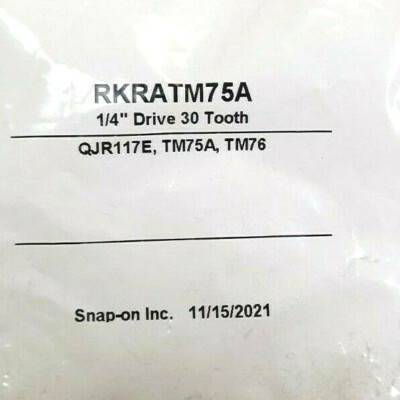 RKRATM75A
1/4" Drive 30 Tooth
QJR117E, TM75A, TM76
Snap-on Inc. 11/15/2021